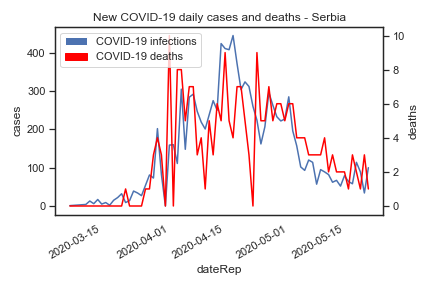 New COVID-19 daily cases and deaths - Serbia
COVID-19 infections
COVID-19 deaths
cases
400
300
200
100
0
10
8
6
4
2
0
deaths
2020-03-15
2020-04-01
2020-04-15
2020-05-01
2020-05-15
dateRep